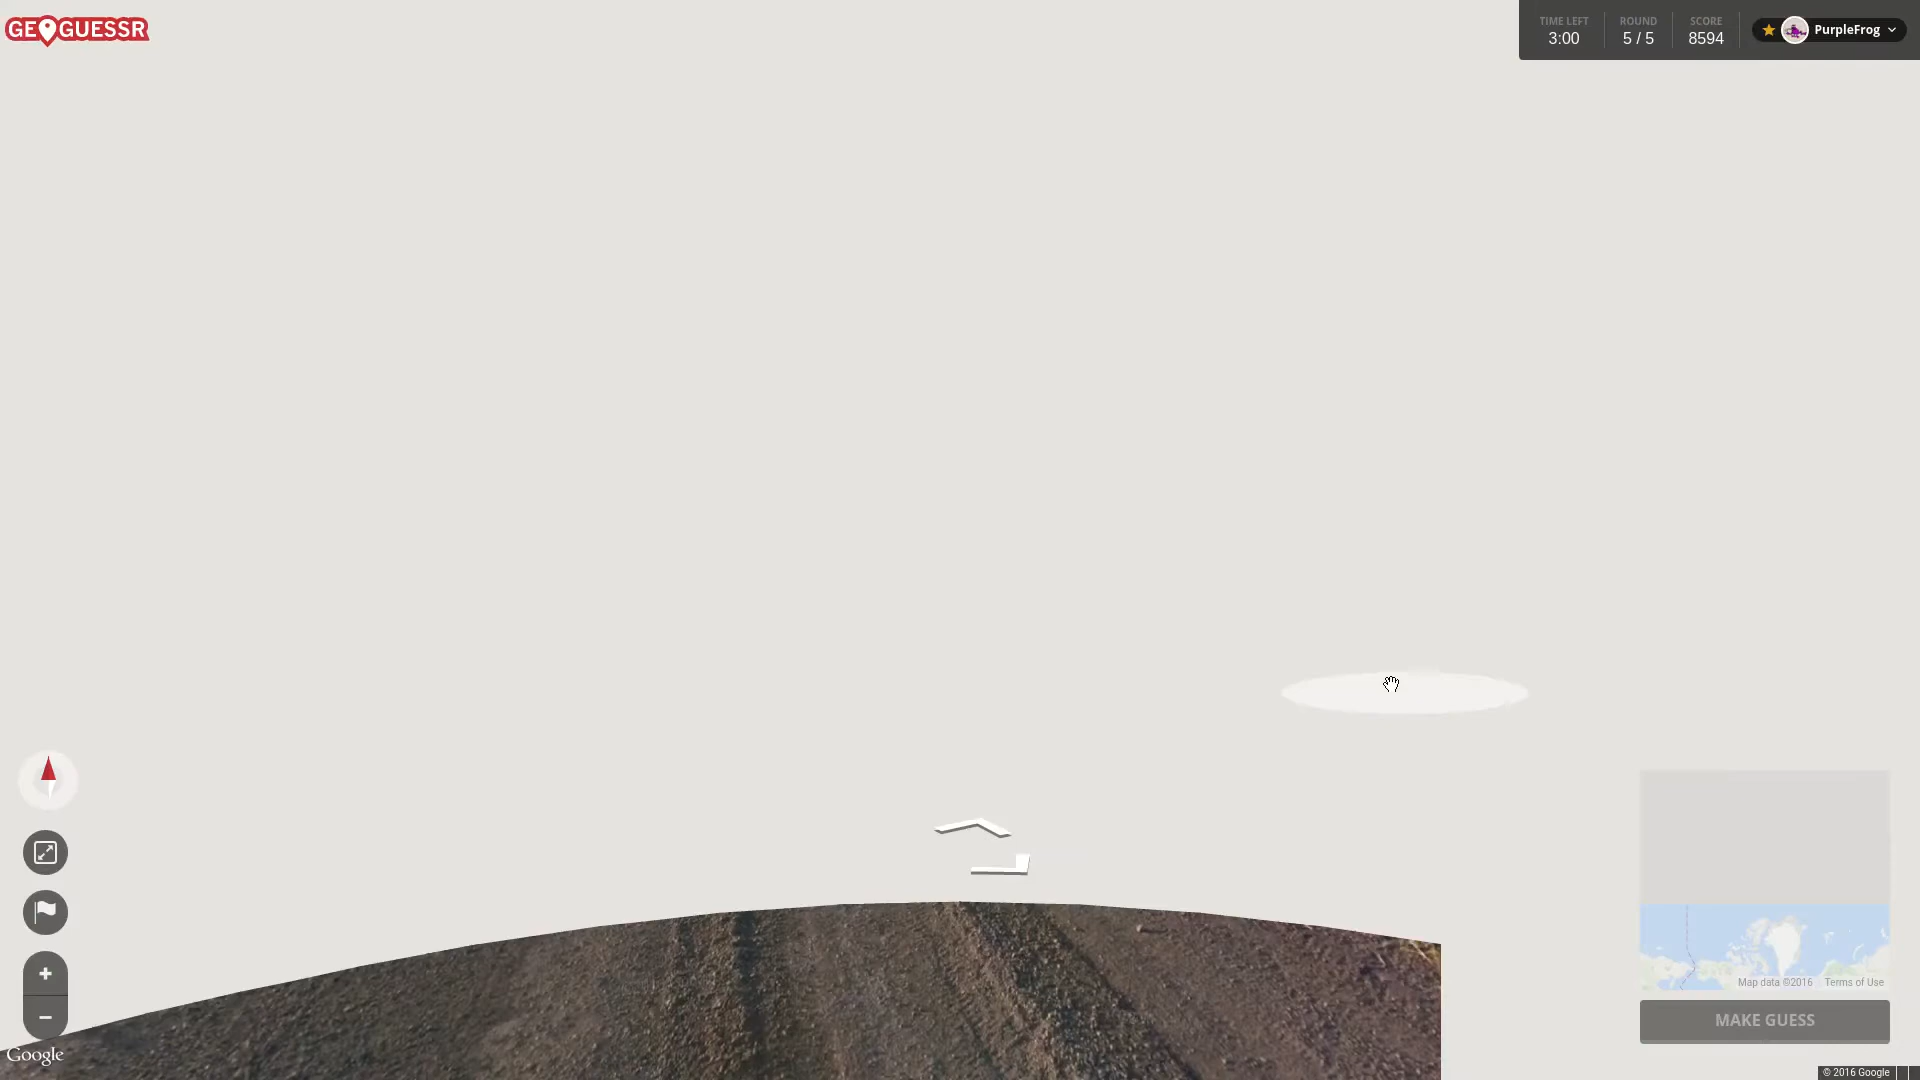 GEOGUESSR
TIME LEFT
3:00
ROUND
5 / 5
SCORE
8594
PurpleFrog
Google
Map data ©2016
Terms of Use
MAKE GUESS
© 2016 Google